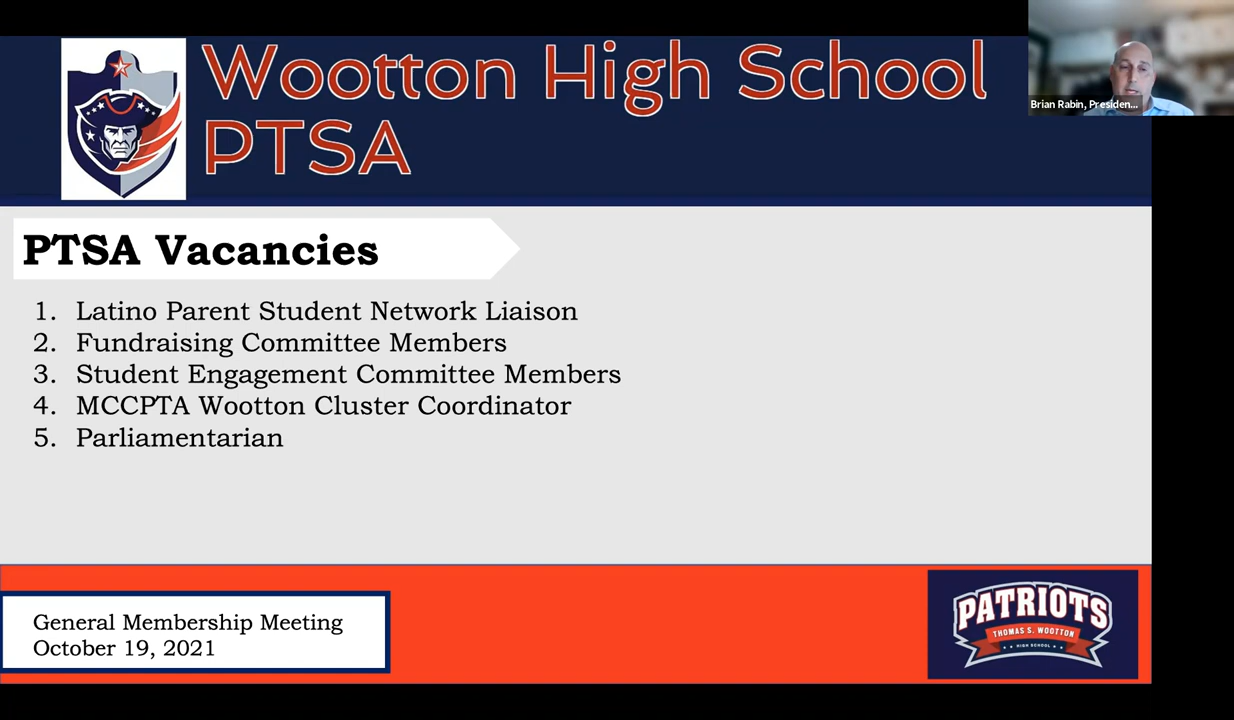 Wootton High School
PTSA
Brian Rabin, Presiden...
PTSA Vacancies
1. Latino Parent Student Network Liaison
2. Fundraising Committee Members
3. Student Engagement Committee Members
4. MCCPTA Wootton Cluster Coordinator
5. Parliamentarian
General Membership Meeting
October 19, 2021
PATRIOTS
THOMAS S. WOOTTON
HIGH SCHOOL